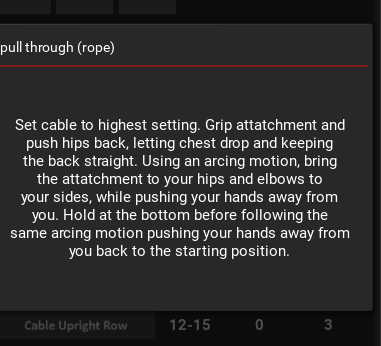 pull through (rope)
Set cable to highest setting. Grip attatchment and
push hips back, letting chest drop and keeping
the back straight. Using an arcing motion, bring
the attatchment to your hips and elbows to
your sides, while pushing your hands away from
you. Hold at the bottom before following the
same arcing motion pushing your hands away from
you back to the starting position.
Cable Upright Row 12-15 0 3